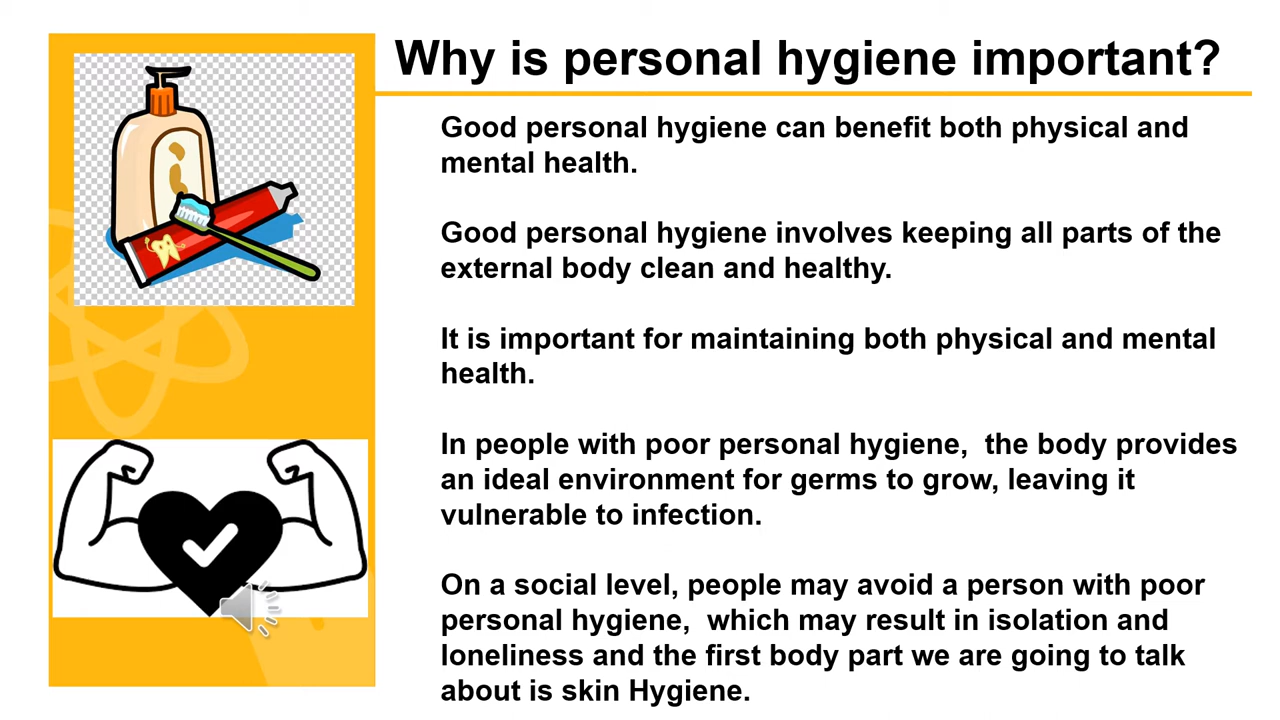 Why is personal hygiene important?
Good personal hygiene can benefit both physical and
mental health.
Good personal hygiene involves keeping all parts of the
external body clean and healthy.
It is important for maintaining both physical and mental
health.
In people with poor personal hygiene,  the body provides
an ideal environment for germs to grow, leaving it
vulnerable to infection.
On a social level, people may avoid a person with poor
personal hygiene,  which may result in isolation and
loneliness and the first body part we are going to talk
about is skin Hygiene.